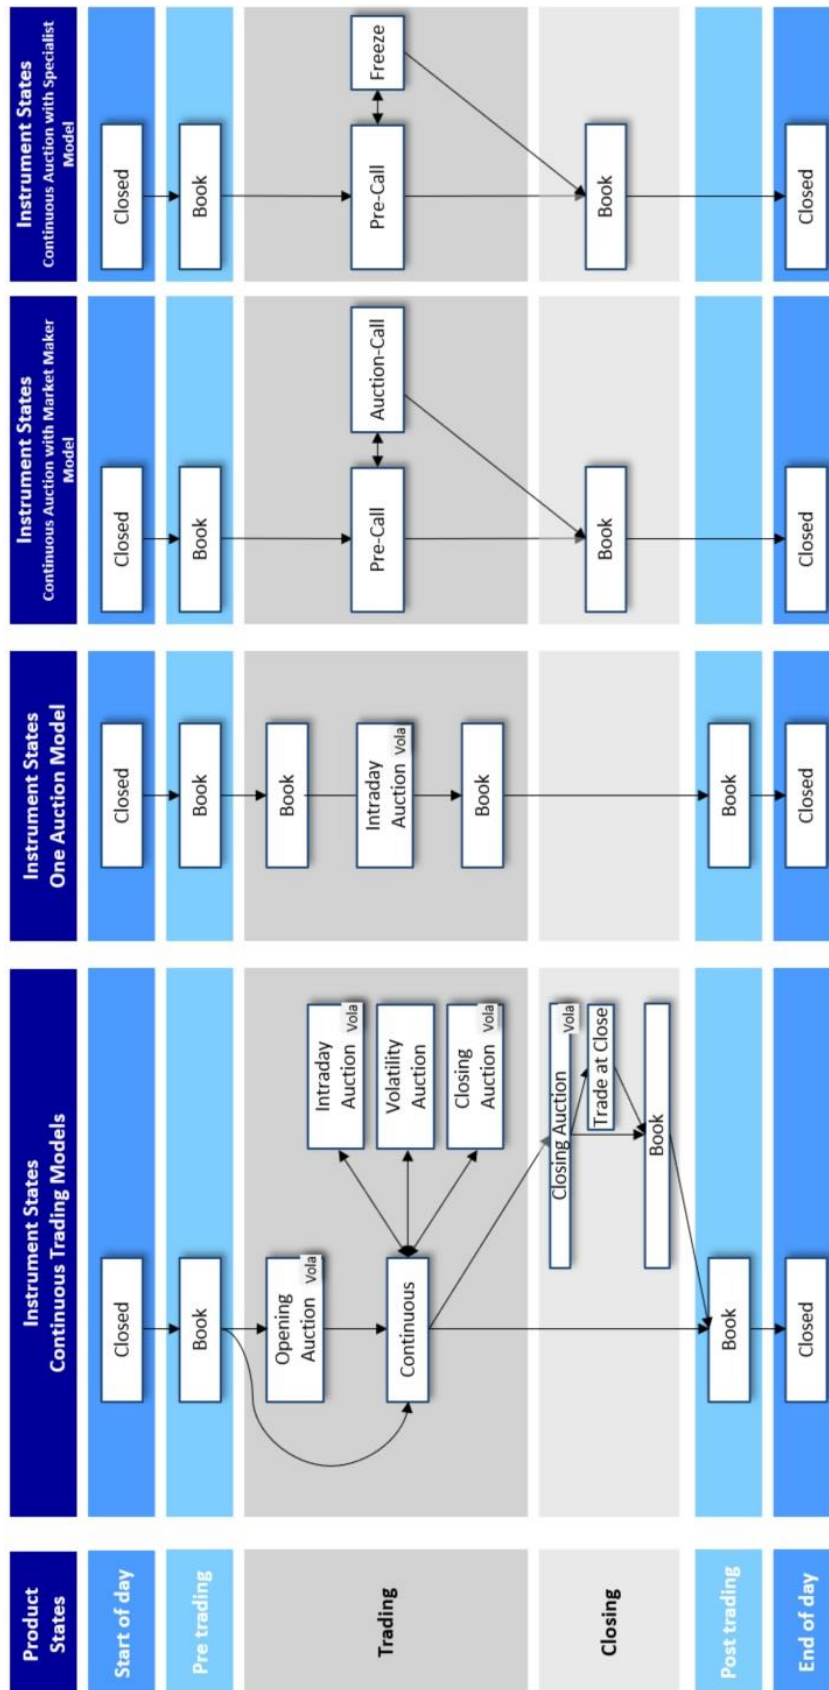 Product
States
Start of day
Pre trading
Trading
Closing
Post trading
End of day
Instrument States
Continuous Trading Models
Closed
Book
Opening
Auction
Vola
Continuous
Intraday
Auction
Vola
Volatility
Auction
Closing
Auction
Vola
Closing Auction
Vola
Trade at Close
Book
Book
Closed
Instrument States
One Auction Model
Closed
Book
Book
Intraday
Auction
Vola
Book
Book
Closed
Instrument States
Continuous Auction with Market Maker
Model
Closed
Book
Pre-Call
Auction-Call
Book
Closed
Instrument States
Continuous Auction with Specialist
Model
Closed
Book
Pre-Call
Freeze
Book
Closed